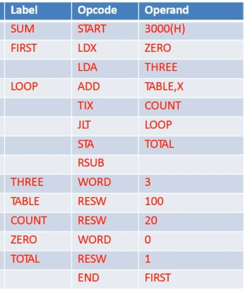 Label Opcode Operand
SUM START 3000(H)
FIRST LDX ZERO
LDA THREE
LOOP ADD TABLE,X
TIX COUNT
JLT LOOP
STA TOTAL
RSUB
THREE WORD 3
TABLE RESW 100
COUNT RESW 20
ZERO WORD 0
TOTAL RESW 1
END FIRST